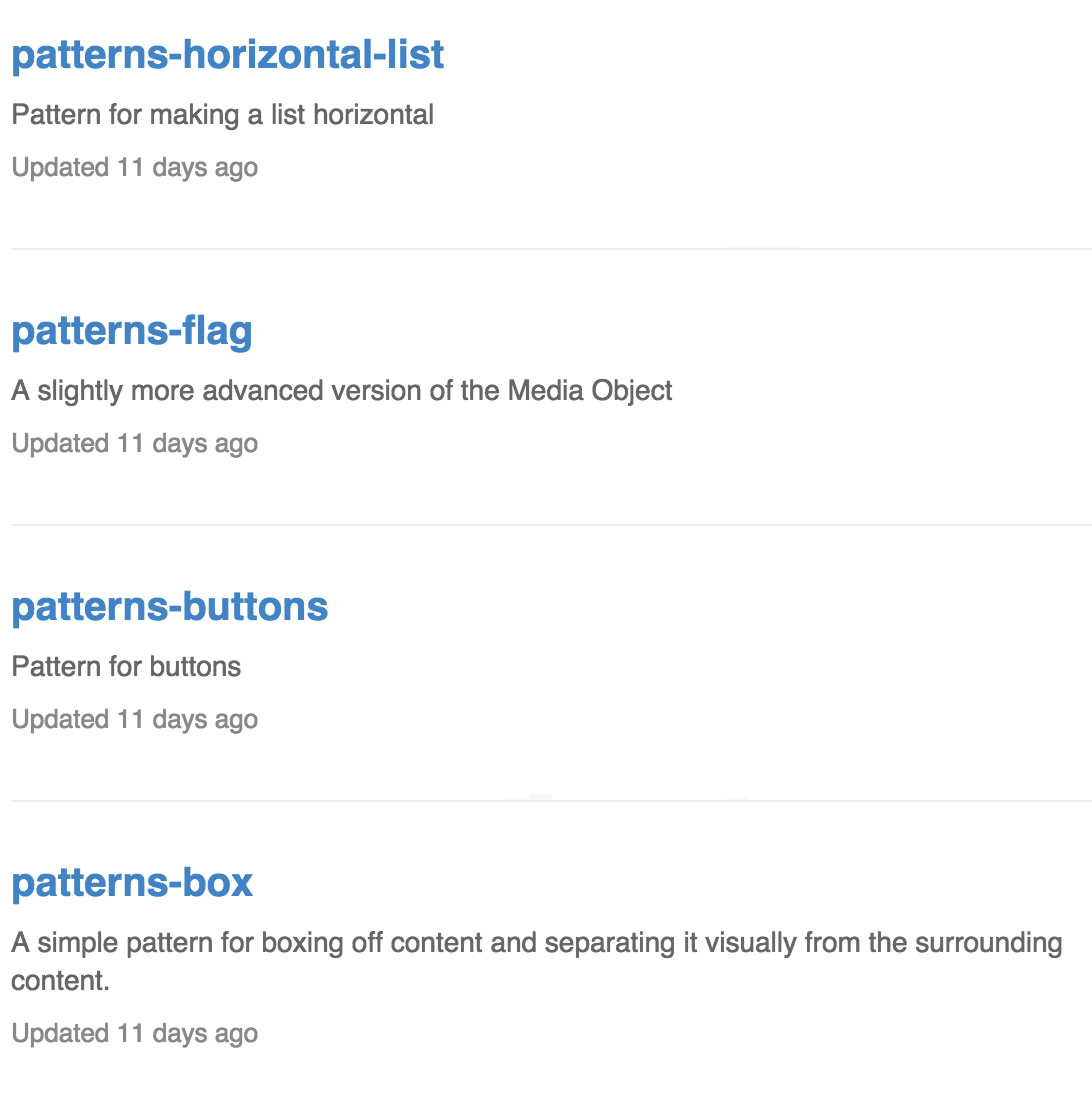 patterns-horizontal-list
Pattern for making a list horizontal
Updated 11 days ago
patterns-flag
A slightly more advanced version of the Media Object
Updated 11 days ago
patterns-buttons
Pattern for buttons
Updated 11 days ago
patterns-box
A simple pattern for boxing off content and separating it visually from the surrounding
content.
Updated 11 days ago